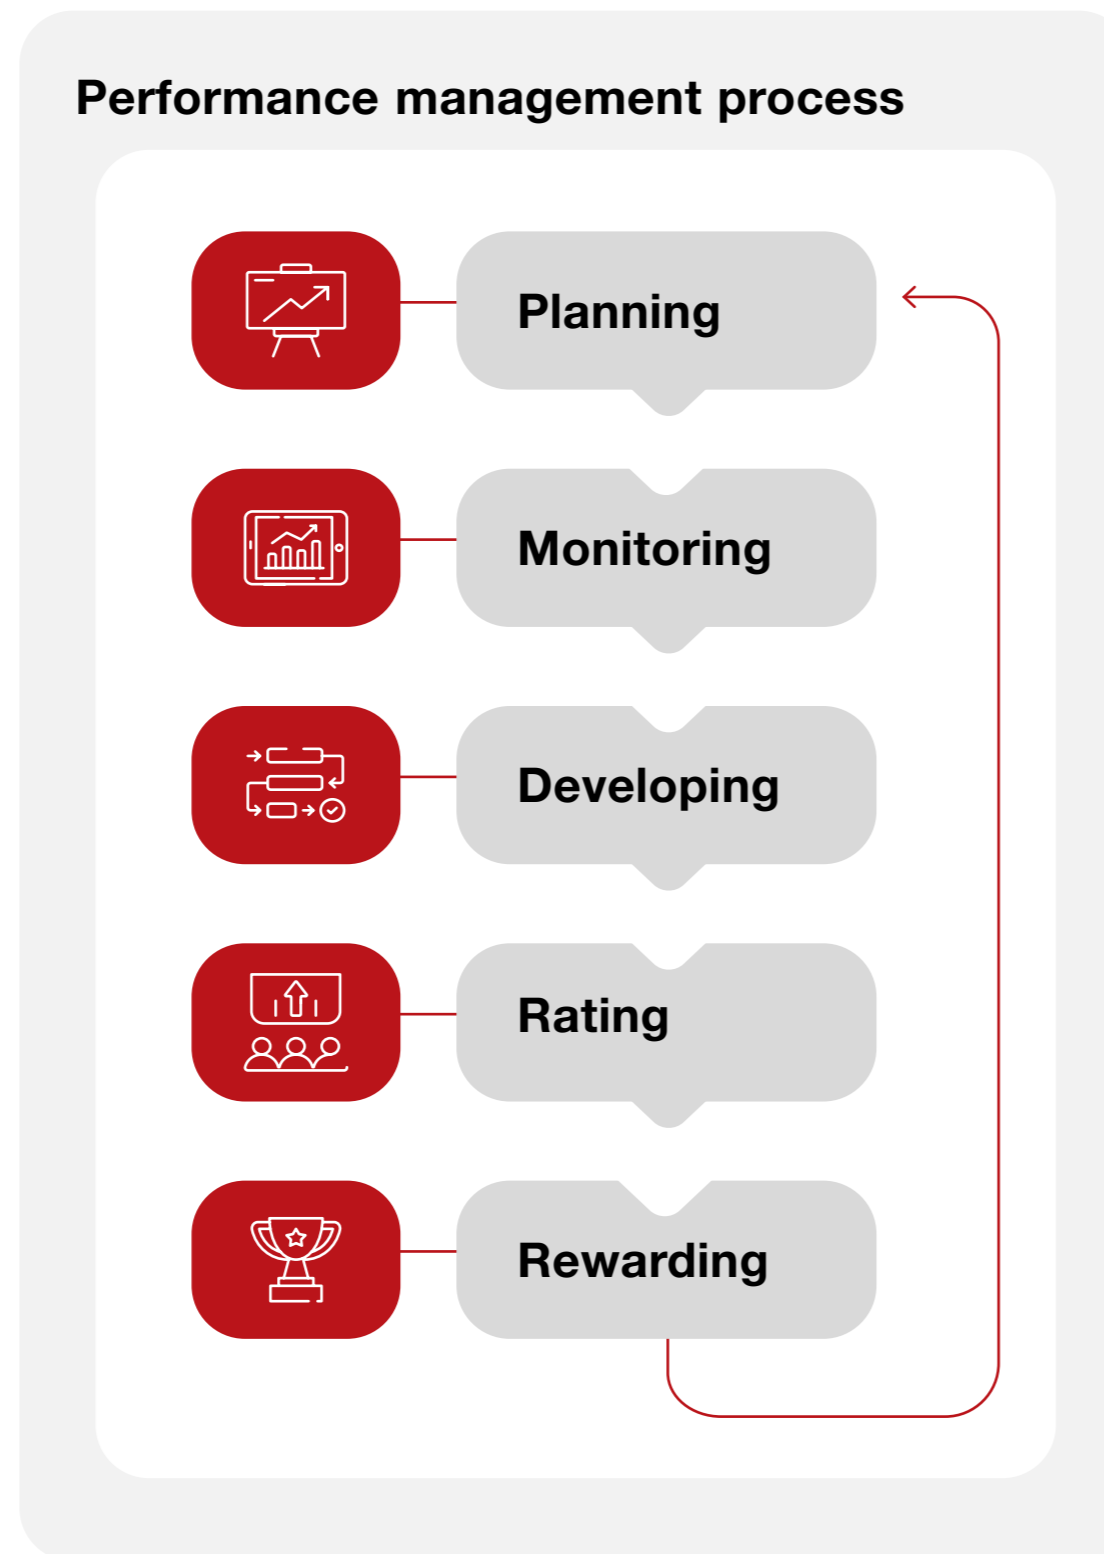 Performance management process
Planning
Monitoring
Developing
Rating
Rewarding